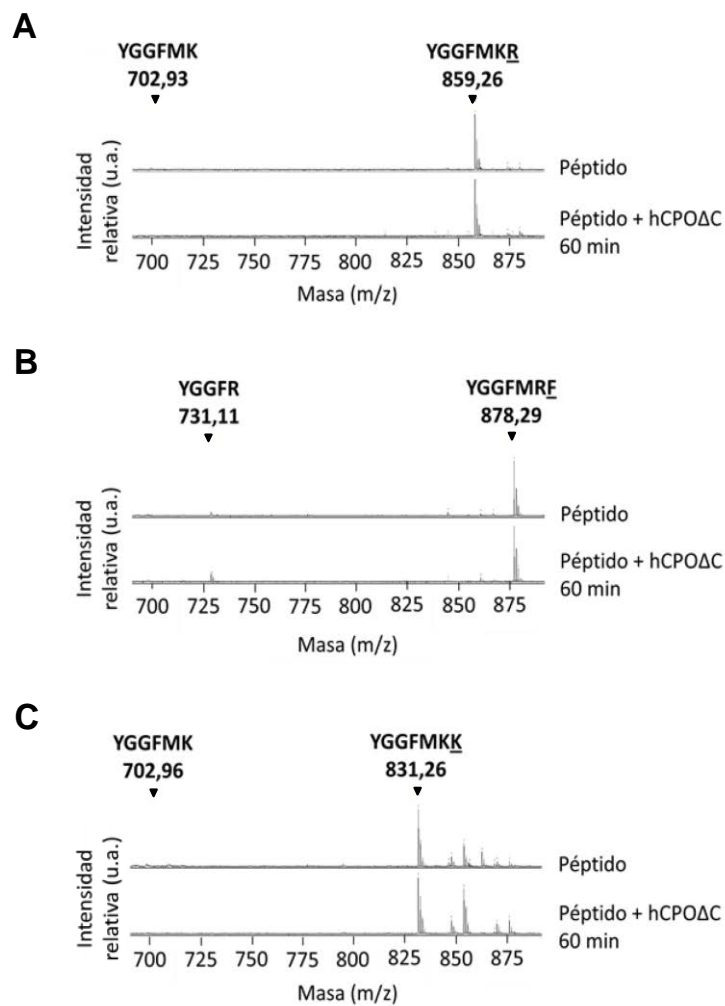 A
YGGFMK YGGFMKR
702,93 859,26
Intensidad
relativa (u.a.)
Péptido
Péptido + hCPOΔC
60 min
700 725 750 775 800 825 850 875
Masa (m/z)
B
YGGFR YGGFMRF
731,11 878,29
Intensidad
relativa (u.a.)
Péptido
Péptido + hCPOΔC
60 min
700 725 750 775 800 825 850 875
Masa (m/z)
C
YGGFMK YGGFMKK
702,96 831,26
Intensidad
relativa (u.a.)
Péptido
Péptido + hCPOΔC
60 min
700 725 750 775 800 825 850 875
Masa (m/z)